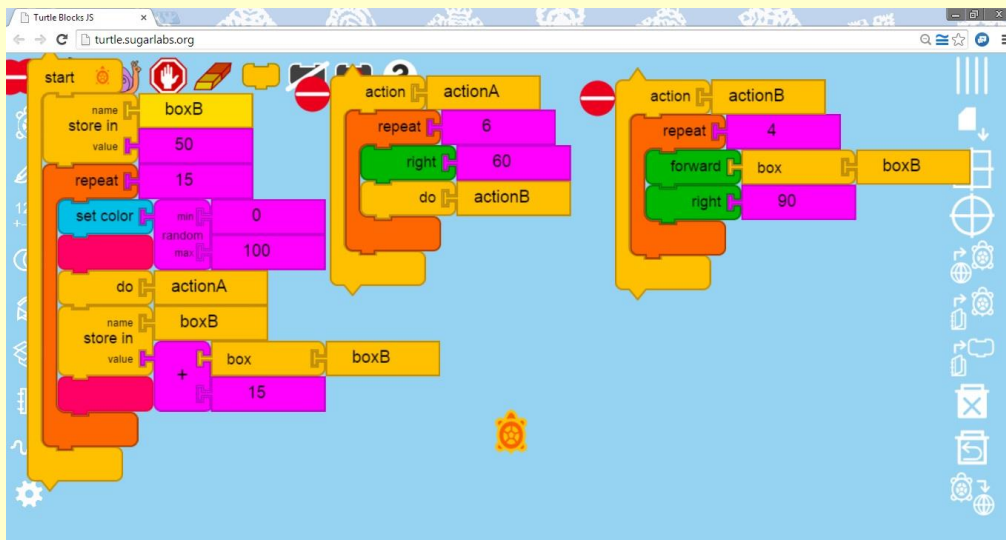 Turtle Blocks JS
turtle.sugarlabs.org
start
name
store in
value
boxB
50
repeat
15
set color
min
random
max
0
100
do
actionA
name
store in
value
boxB
+
box
boxB
15
action
actionA
repeat
6
right
60
do
actionB
action
actionB
repeat
4
forward
box
boxB
right
90